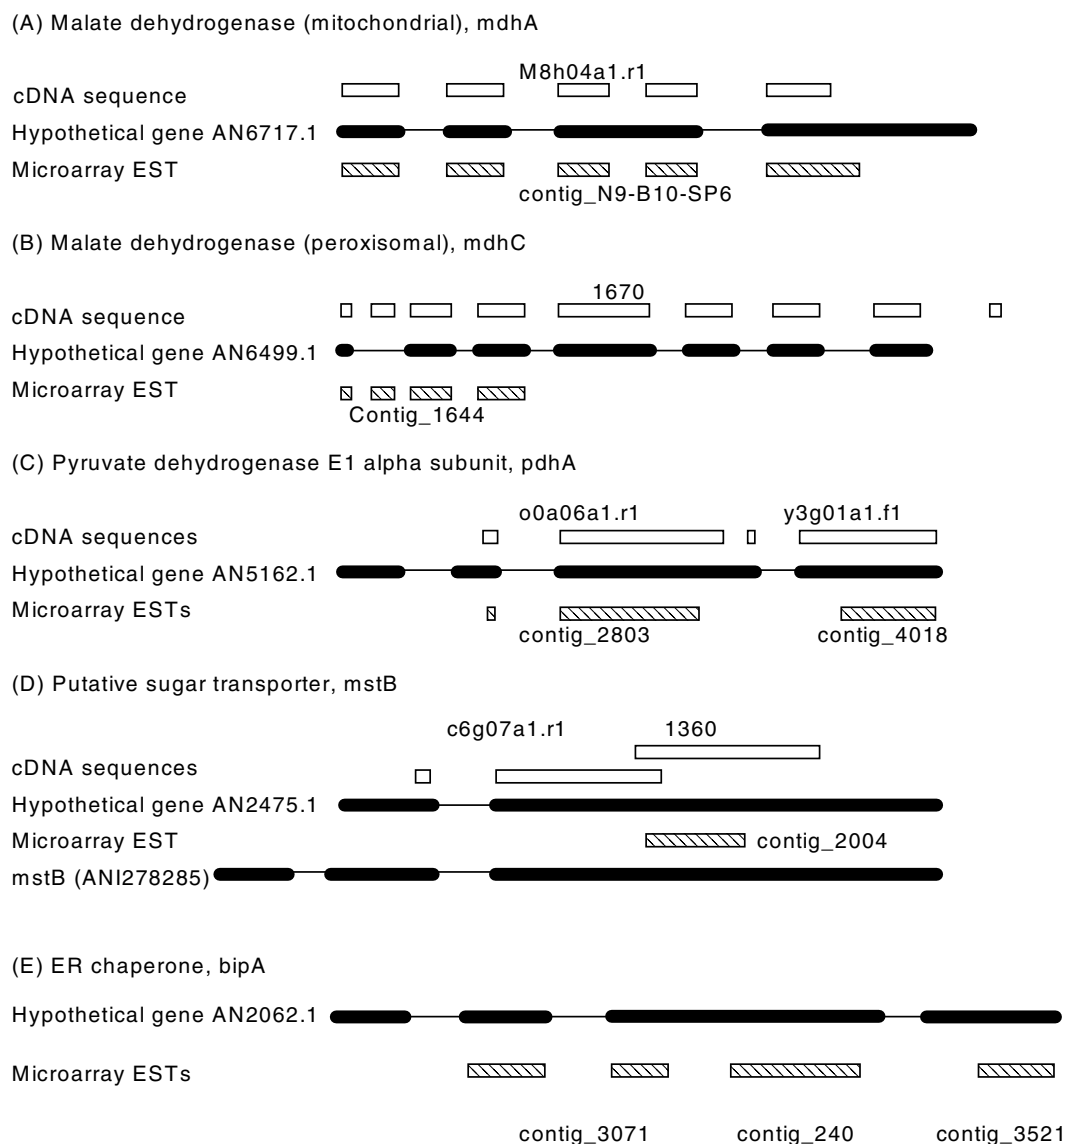 (A) Malate dehydrogenase (mitochondrial), mdhA
M8h04a1.r1
cDNA sequence
Hypothetical gene AN6717.1
Microarray EST
contig_N9-B10-SP6
(B) Malate dehydrogenase (peroxisomal), mdhC
1670
cDNA sequence
Hypothetical gene AN6499.1
Microarray EST
Contig_1644
(C) Pyruvate dehydrogenase E1 alpha subunit, pdhA
o0a06a1.r1 y3g01a1.f1
cDNA sequences
Hypothetical gene AN5162.1
Microarray ESTs
contig_2803 contig_4018
(D) Putative sugar transporter, mstB
c6g07a1.r1 1360
cDNA sequences
Hypothetical gene AN2475.1
Microarray EST contig_2004
mstB (ANI278285)
(E) ER chaperone, bipA
Hypothetical gene AN2062.1
Microarray ESTs
contig_3071 contig_240 contig_3521